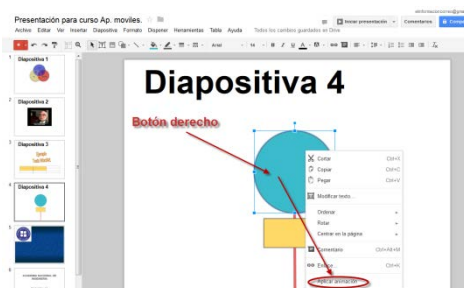 Presentación para curso Ap. moviles.
Archivo Editar Ver Insertar Diapositiva Formato Disponer Herramientas Tabla Ayuda Todos los cambios guardados en Drive
Iniciar presentación
Comentarios
Diapositiva 1
Diapositiva 2
Diapositiva 3
Diapositiva 4
Diapositiva 4
Botón derecho
Cortar Ctrl+X
Copiar Ctrl+C
Pegar Ctrl+V
Modificar texto...
Ordenar
Rotar
Centrar en la página
Comentario Ctrl+Alt+M
Enlace... Ctrl+K
Aplicar animación